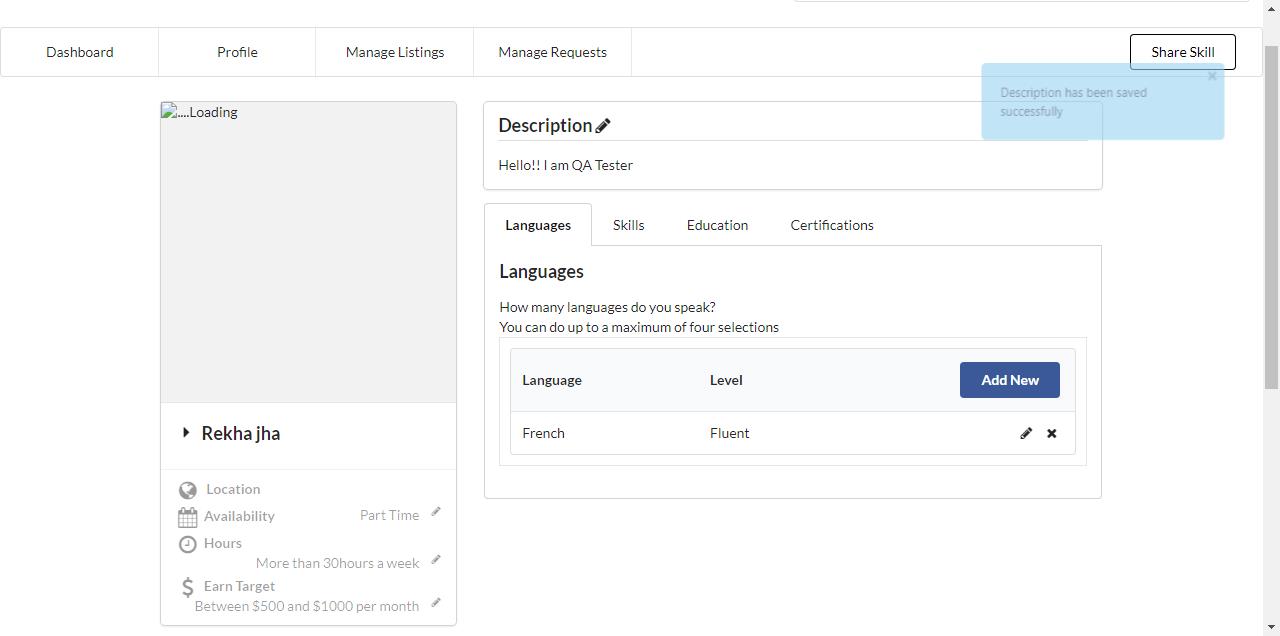 Dashboard
Profile
Manage Listings
Manage Requests
Share Skill
Description has been saved
successfully
....Loading
Rekha jha
Location
Availability
Part Time
Hours
More than 30hours a week
Earn Target
Between $500 and $1000 per month
Description
Hello!! I am QA Tester
Languages
Skills
Education
Certifications
Languages
How many languages do you speak?
You can do up to a maximum of four selections
Language
Level
Add New
French
Fluent